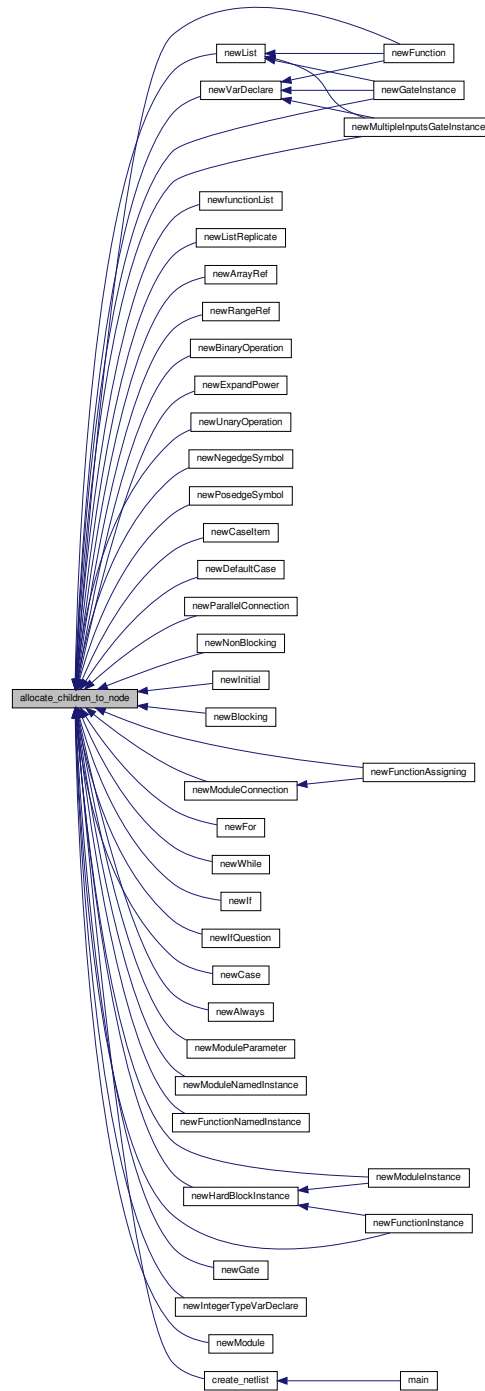 newList
newFunction
newVarDeclare
newGateInstance
newMultipleInputsGateInstance
newfunctionList
newListReplicate
newArrayRef
newRangeRef
newBinaryOperation
newExpandPower
newUnaryOperation
newNegedgeSymbol
newPosedgeSymbol
newCaseItem
newDefaultCase
newParallelConnection
newNonBlocking
newInitial
allocate_children_to_node
newBlocking
newFunctionAssigning
newModuleConnection
newFor
newWhile
newIf
newIfQuestion
newCase
newAlways
newModuleParameter
newModuleNamedInstance
newFunctionNamedInstance
newModuleInstance
newHardBlockInstance
newFunctionInstance
newGate
newIntegerTypeVarDeclare
newModule
create_netlist
main